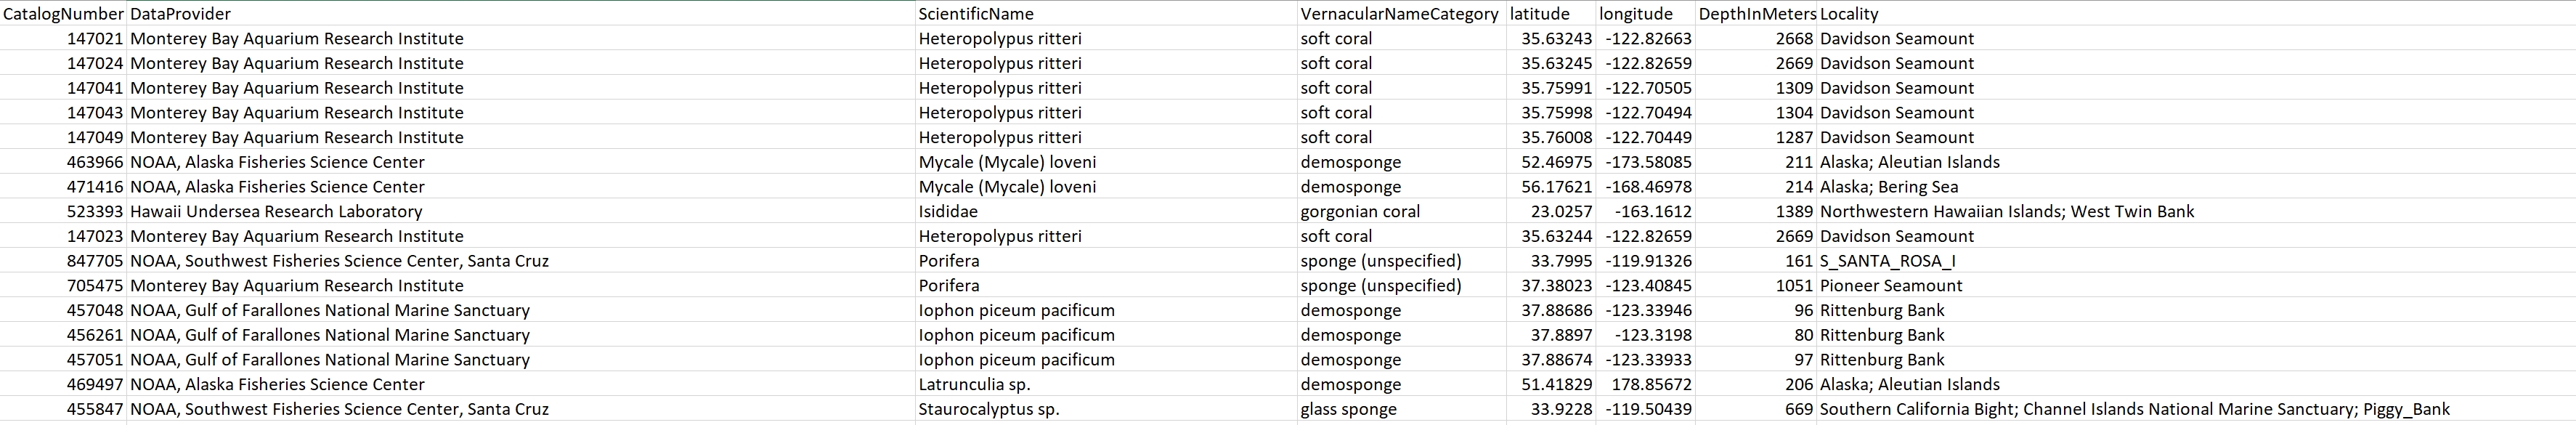 CatalogNumber DataProvider ScientificName VernacularNameCategory latitude longitude DepthInMeters Locality
147021 Monterey Bay Aquarium Research Institute Heteropolypus ritteri soft coral 35.63243 -122.82663 2668 Davidson Seamount
147024 Monterey Bay Aquarium Research Institute Heteropolypus ritteri soft coral 35.63245 -122.82659 2669 Davidson Seamount
147041 Monterey Bay Aquarium Research Institute Heteropolypus ritteri soft coral 35.75991 -122.70505 1309 Davidson Seamount
147043 Monterey Bay Aquarium Research Institute Heteropolypus ritteri soft coral 35.75998 -122.70494 1304 Davidson Seamount
147049 Monterey Bay Aquarium Research Institute Heteropolypus ritteri soft coral 35.76008 -122.70449 1287 Davidson Seamount
463966 NOAA, Alaska Fisheries Science Center Mycale (Mycale) loveni demosponge 52.46975 -173.58085 211 Alaska; Aleutian Islands
471416 NOAA, Alaska Fisheries Science Center Mycale (Mycale) loveni demosponge 56.17621 -168.46978 214 Alaska; Bering Sea
523393 Hawaii Undersea Research Laboratory Isididae gorgonian coral 23.0257 -163.1612 1389 Northwestern Hawaiian Islands; West Twin Bank
147023 Monterey Bay Aquarium Research Institute Heteropolypus ritteri soft coral 35.63244 -122.82659 2669 Davidson Seamount
847705 NOAA, Southwest Fisheries Science Center, Santa Cruz Porifera sponge (unspecified) 33.7995 -119.91326 161 S_SANTA_ROSA_I
705475 Monterey Bay Aquarium Research Institute Porifera sponge (unspecified) 37.38023 -123.40845 1051 Pioneer Seamount
457048 NOAA, Gulf of Farallones National Marine Sanctuary Iophon piceum pacificum demosponge 37.88686 -123.33946 96 Rittenburg Bank
456261 NOAA, Gulf of Farallones National Marine Sanctuary Iophon piceum pacificum demosponge 37.8897 -123.3198 80 Rittenburg Bank
457051 NOAA, Gulf of Farallones National Marine Sanctuary Iophon piceum pacificum demosponge 37.88674 -123.33933 97 Rittenburg Bank
469497 NOAA, Alaska Fisheries Science Center Latrunculia sp. demosponge 51.41829 178.85672 206 Alaska; Aleutian Islands
455847 NOAA, Southwest Fisheries Science Center, Santa Cruz Staurocalyptus sp. glass sponge 33.9228 -119.50439 669 Southern California Bight; Channel Islands National Marine Sanctuary; Piggy_Bank